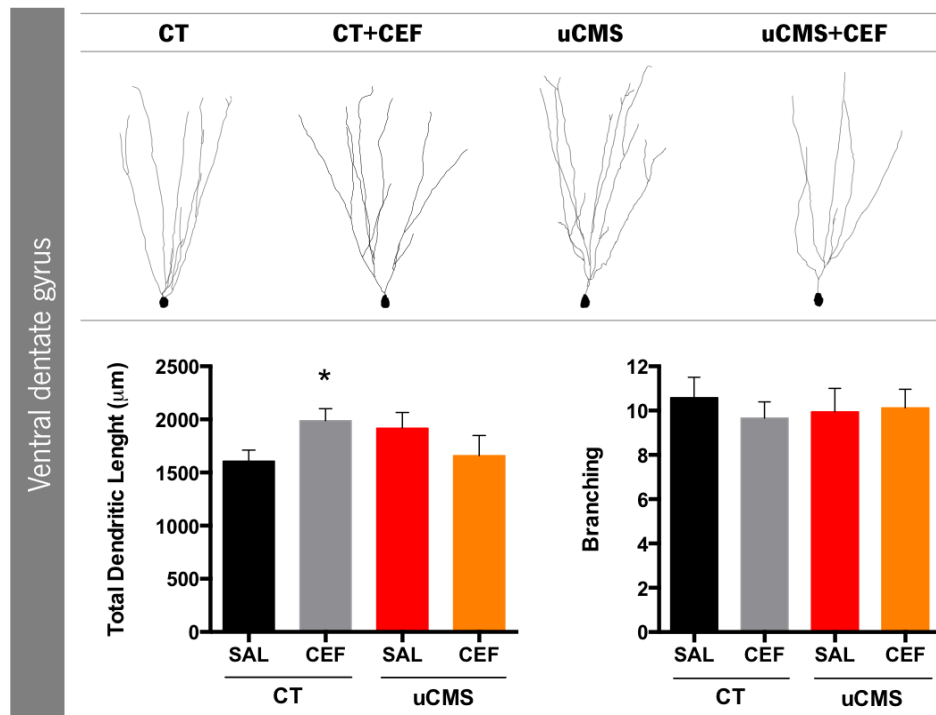 Ventral dentate gyrus
CT CT+CEF uCMS uCMS+CEF
Total Dendritic Lenght (μm)
2500
2000
1500
1000
500
0
*
SAL CEF SAL CEF
CT uCMS
Branching
12
10
8
6
4
2
0
SAL CEF SAL CEF
CT uCMS